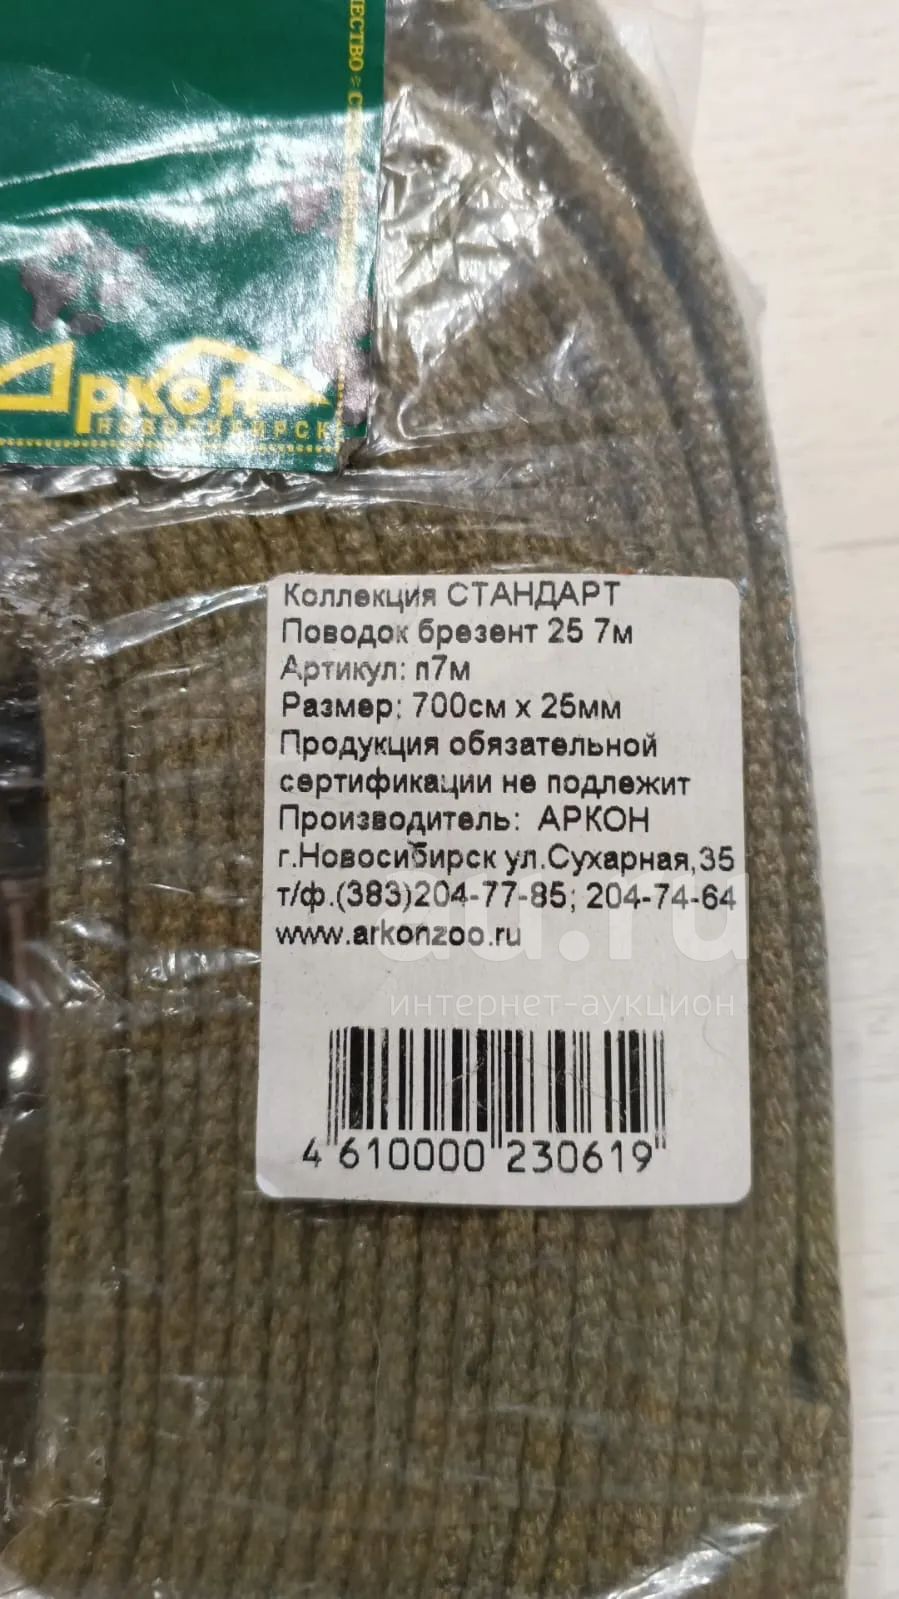 Аркон
НОВОСИБИРСК
Коллекция СТАНДАРТ
Поводок брезент 25 7м
Артикул: п7м
Размер: 700см х 25мм
Продукция обязательной
сертификации не подлежит
Производитель: АРКОН
г.Новосибирск ул.Сухарная,35
т/ф.(383)204-77-85; 204-74-64
www.arkonzoo.ru
au.ru
интернет-аукцион
4 610000 230619